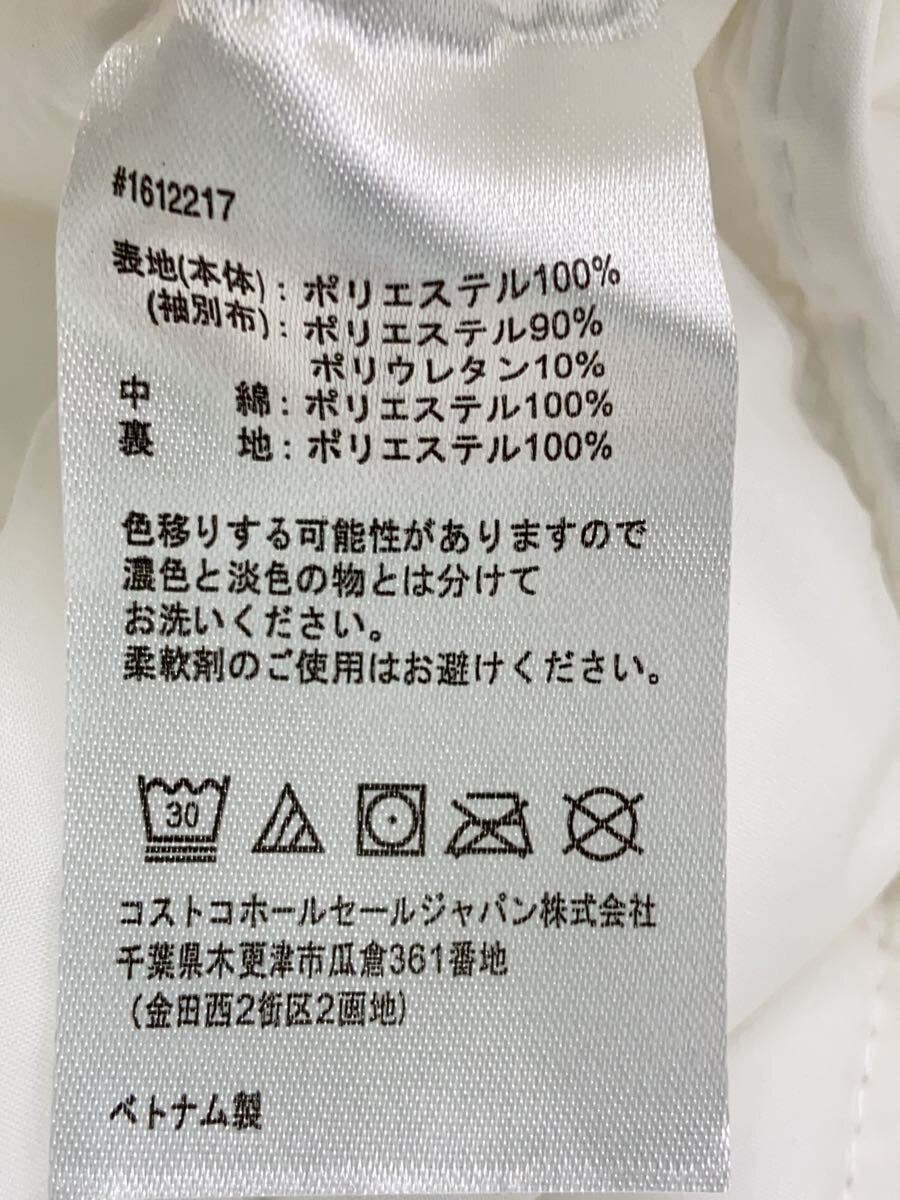 #1612217
表地(本体)：ポリエステル100%
(袖別布)：ポリエステル90%
ポリウレタン10%
中　綿：ポリエステル100%
裏　地：ポリエステル100%
色移りする可能性がありますので
濃色と淡色の物とは分けて
お洗いください。
柔軟剤のご使用はお避けください。
30
コストコホールセールジャパン株式会社
千葉県木更津市瓜倉361番地
（金田西2街区2画地）
ベトナム製